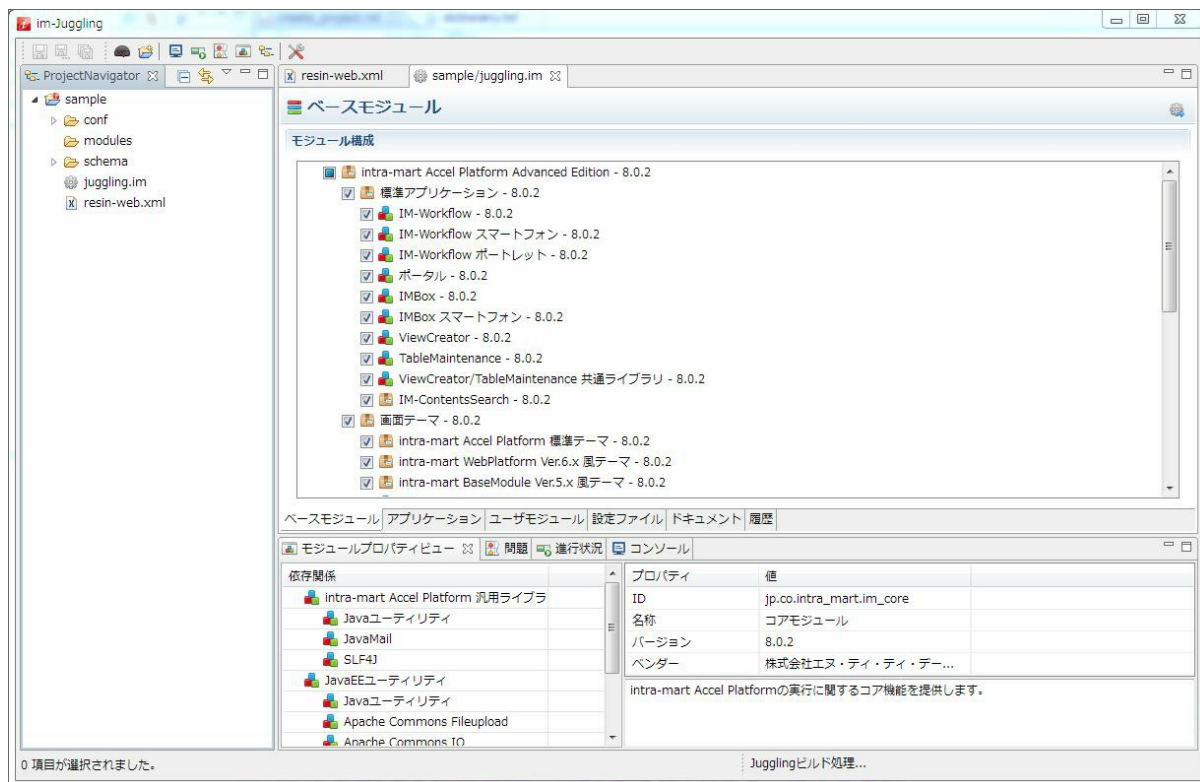 im-Juggling
ProjectNavigator
sample
conf
modules
schema
juggling.im
resin-web.xml
resin-web.xml
sample/juggling.im
ベースモジュール
モジュール構成
intra-mart Accel Platform Advanced Edition - 8.0.2
標準アプリケーション - 8.0.2
IM-Workflow - 8.0.2
IM-Workflow スマートフォン - 8.0.2
IM-Workflow ポートレット - 8.0.2
ポータル - 8.0.2
IMBox - 8.0.2
IMBox スマートフォン - 8.0.2
ViewCreator - 8.0.2
TableMaintenance - 8.0.2
ViewCreator/TableMaintenance 共通ライブラリ - 8.0.2
IM-ContentsSearch - 8.0.2
画面テーマ - 8.0.2
intra-mart Accel Platform 標準テーマ - 8.0.2
intra-mart WebPlatform Ver.6.x 風テーマ - 8.0.2
intra-mart BaseModule Ver.5.x 風テーマ - 8.0.2
ベースモジュール アプリケーション ユーザモジュール 設定ファイル ドキュメント 履歴
モジュールプロパティビュー 問題 進行状況 コンソール
依存関係
intra-mart Accel Platform 汎用ライブラ
Javaユーティリティ
JavaMail
SLF4J
JavaEEユーティリティ
Javaユーティリティ
Apache Commons Fileupload
Apache Commons IO
プロパティ 値
ID jp.co.intra_mart.im_core
名称 コアモジュール
バージョン 8.0.2
ベンダー 株式会社エヌ・ティ・ティ・デー...
intra-mart Accel Platformの実行に関するコア機能を提供します。
0 項目が選択されました。
Jugglingビルド処理...